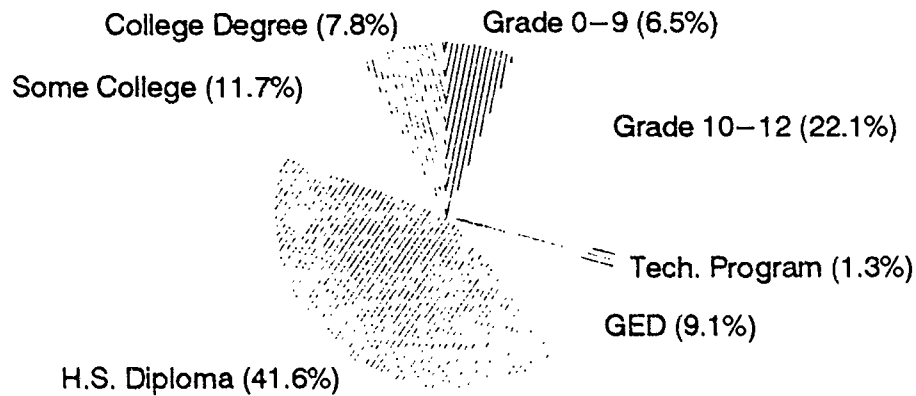 College Degree (7.8%)
Grade 0–9 (6.5%)
Some College (11.7%)
Grade 10–12 (22.1%)
Tech. Program (1.3%)
GED (9.1%)
H.S. Diploma (41.6%)